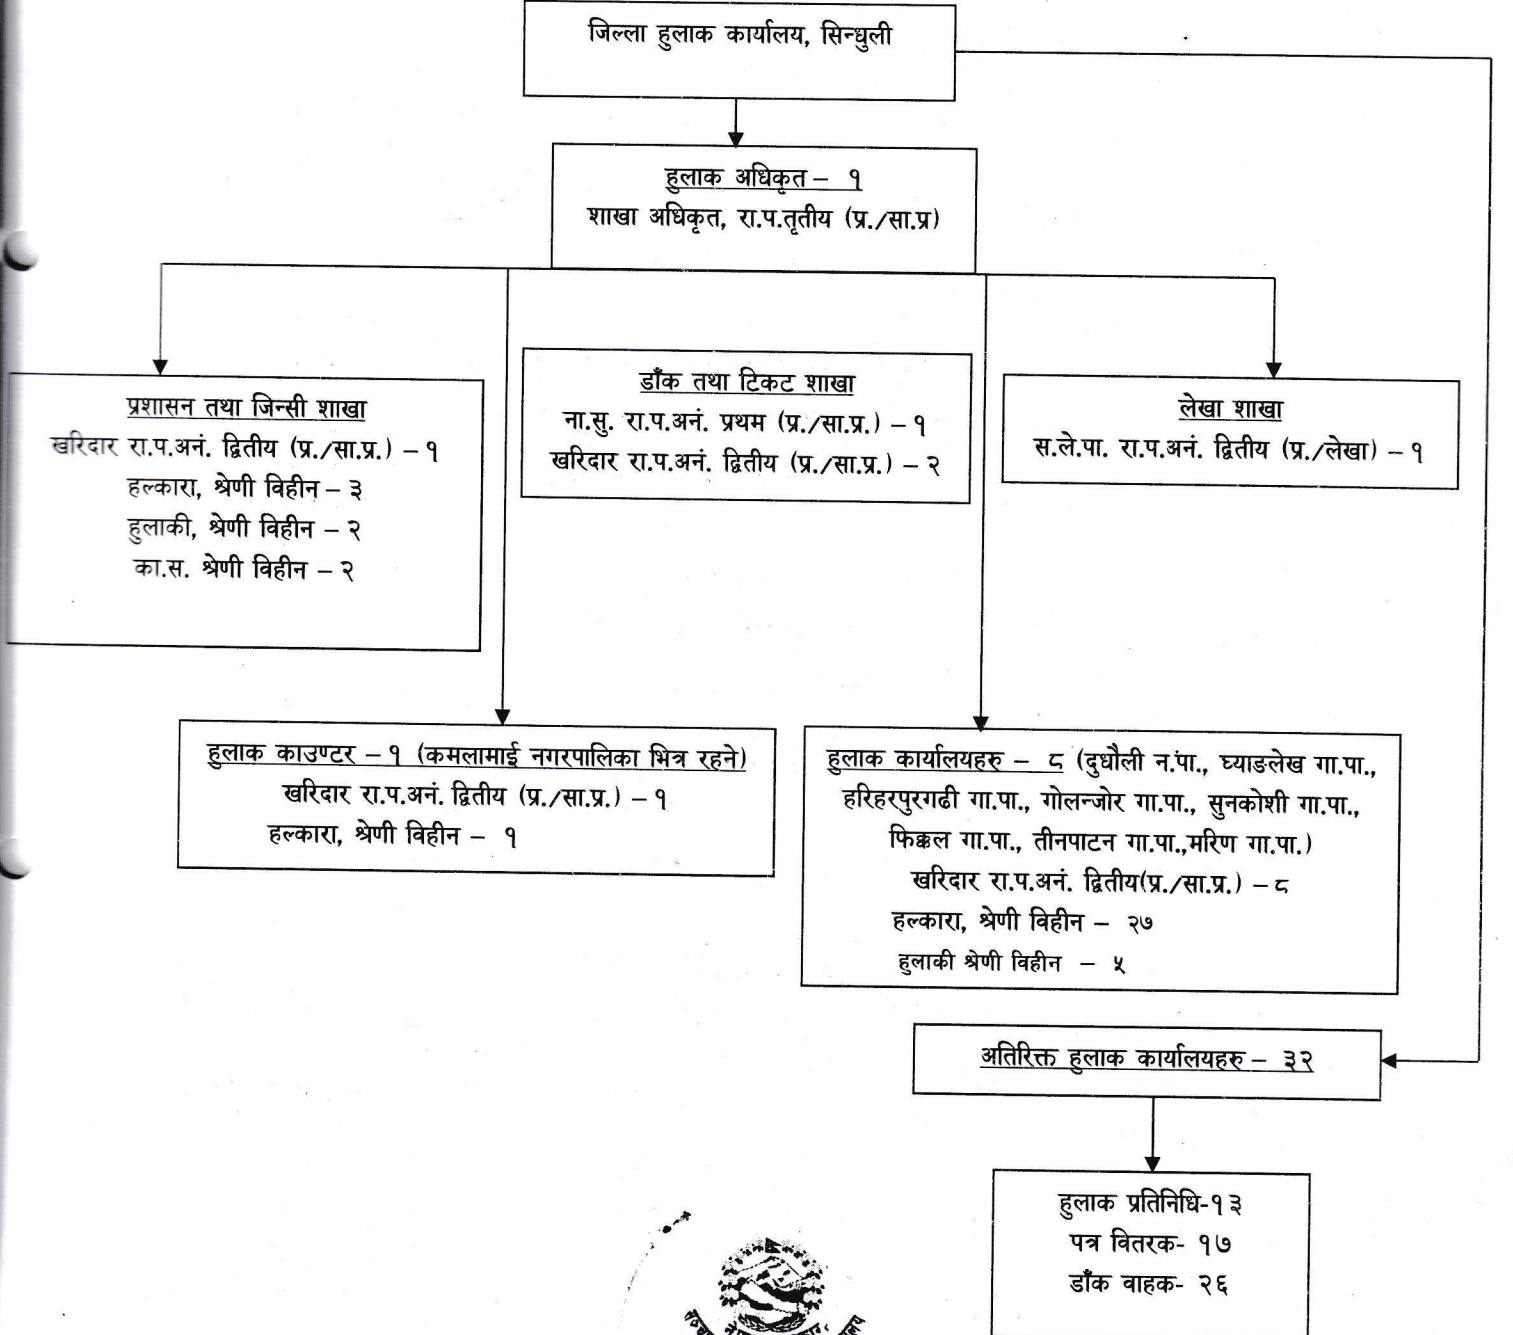 जिल्ला हुलाक कार्यालय, सिन्धुली
हुलाक अधिकृत – १
शाखा अधिकृत, रा.प.तृतीय (प्र./सा.प्र)
प्रशासन तथा जिन्सी शाखा
खरिदार रा.प.अनं. द्वितीय (प्र./सा.प्र.) – १
हल्कारा, श्रेणी विहीन – ३
हुलाकी, श्रेणी विहीन – २
का.स. श्रेणी विहीन – २
डाँक तथा टिकट शाखा
ना.सु. रा.प.अनं. प्रथम (प्र./सा.प्र.) – १
खरिदार रा.प.अनं. द्वितीय (प्र./सा.प्र.) – २
लेखा शाखा
स.ले.पा. रा.प.अनं. द्वितीय (प्र./लेखा) – १
हुलाक काउण्टर – १ (कमलामाई नगरपालिका भित्र रहने)
खरिदार रा.प.अनं. द्वितीय (प्र./सा.प्र.) – १
हल्कारा, श्रेणी विहीन – १
हुलाक कार्यालयहरु – ८ (दुधौली न.पा., घ्याङलेख गा.पा.,
हरिहरपुरगढी गा.पा., गोलन्जोर गा.पा., सुनकोशी गा.पा.,
फिक्कल गा.पा., तीनपाटन गा.पा.,मरिण गा.पा.)
खरिदार रा.प.अनं. द्वितीय(प्र./सा.प्र.) – ८
हल्कारा, श्रेणी विहीन – २७
हुलाकी श्रेणी विहीन – ५
अतिरिक्त हुलाक कार्यालयहरु – ३२
हुलाक प्रतिनिधि-१३
पत्र वितरक- १७
डाँक वाहक- २६